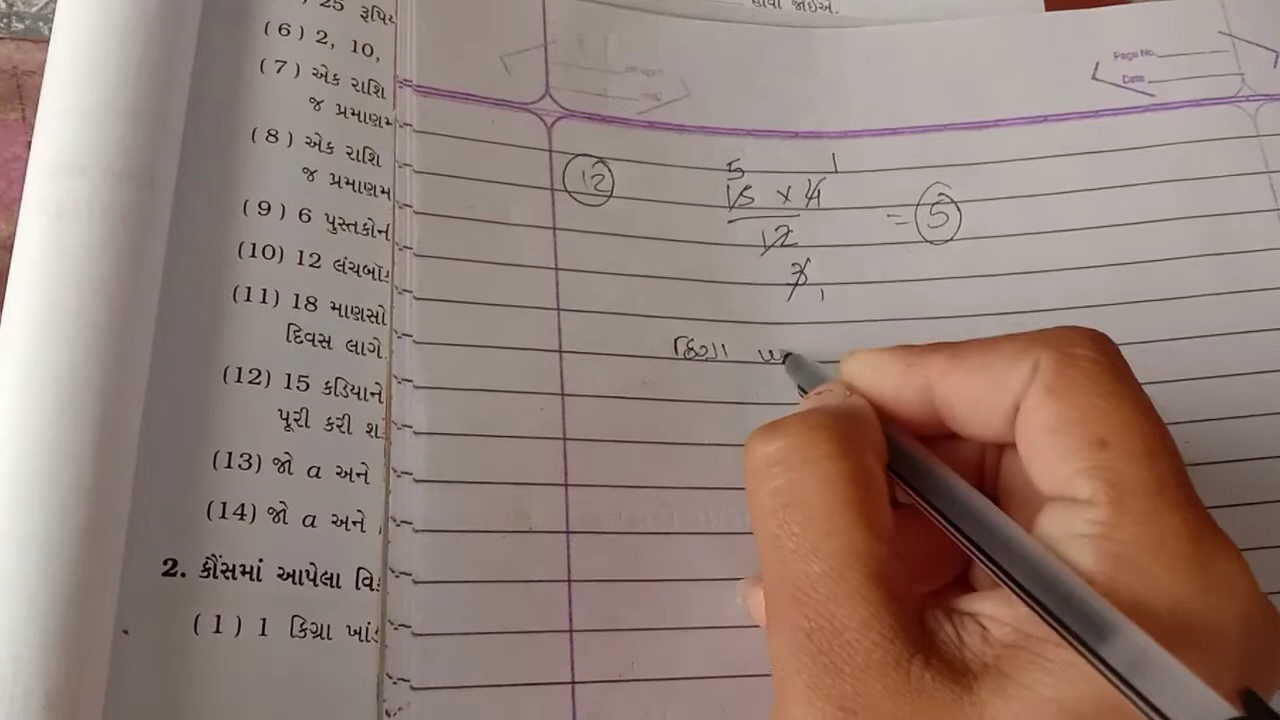 હોવા જોઈએ.
25 રૂપિય
(6) 2, 10,
(7) એક રાશિ
જ પ્રમાણમ
(8) એક રાશિ
જ પ્રમાણમ
(9) 6 પુસ્તકોન
(10) 12 લંચબૉ
(11) 18 માણસો
દિવસ લાગે
(12) 15 કડિયાને
પૂરી કરી શ
(13) જો a અને
(14) જો a અને
2. કૌંસમાં આપેલા વિ
(1) 1 કિગ્રા ખાં
Page No.
Date
12
5 1
15 x 4 = 5
12
3 1
કિગ્રા